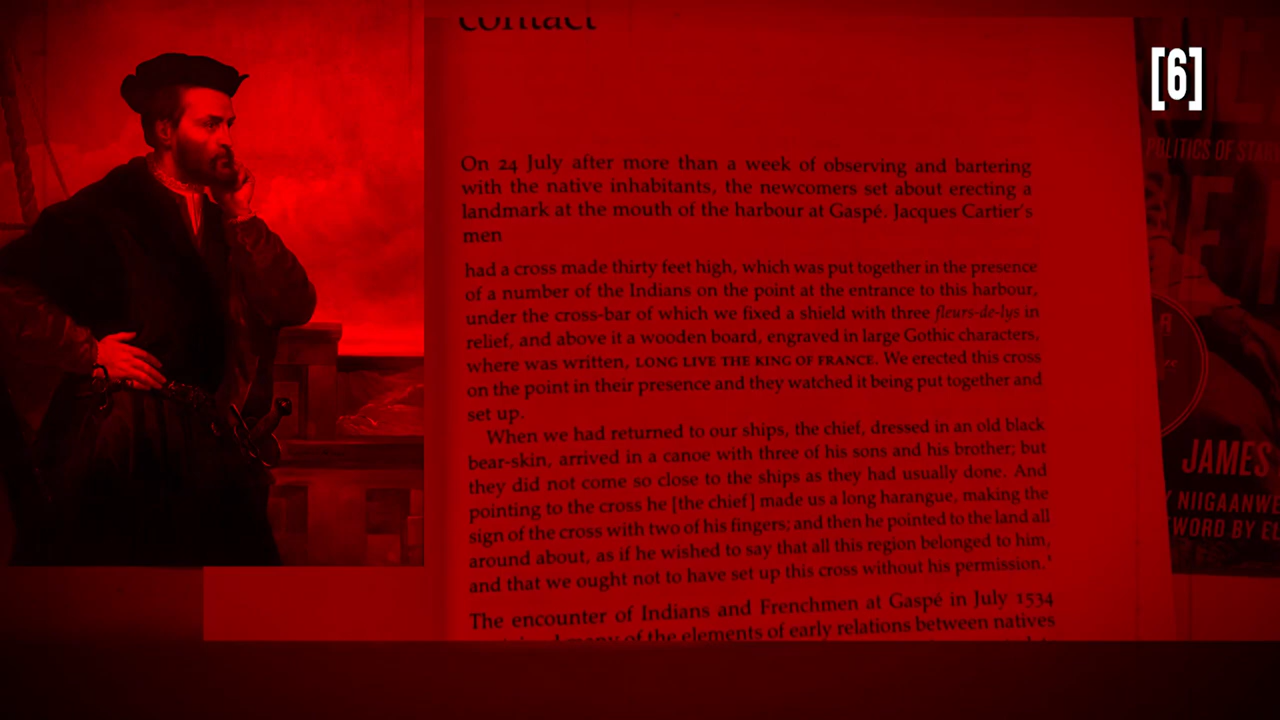 contact
[6]
On 24 July after more than a week of observing and bartering
with the native inhabitants, the newcomers set about erecting a
landmark at the mouth of the harbour at Gaspé. Jacques Cartier's
men
had a cross made thirty feet high, which was put together in the presence
of a number of the Indians on the point at the entrance to this harbour,
under the cross-bar of which we fixed a shield with three fleurs-de-lys in
relief, and above it a wooden board, engraved in large Gothic characters,
where was written, LONG LIVE THE KING OF FRANCE. We erected this cross
on the point in their presence and they watched it being put together and
set up.
When we had returned to our ships, the chief, dressed in an old black
bear-skin, arrived in a canoe with three of his sons and his brother; but
they did not come so close to the ships as they had usually done. And
pointing to the cross he [the chief] made us a long harangue, making the
sign of the cross with two of his fingers; and then he pointed to the land all
around about, as if he wished to say that all this region belonged to him,
and that we ought not to have set up this cross without his permission.¹
The encounter of Indians and Frenchmen at Gaspé in July 1534
many of the elements of early relations between natives
POLITICS OF STAR
JAMES
NIIGAANWE
WORD BY